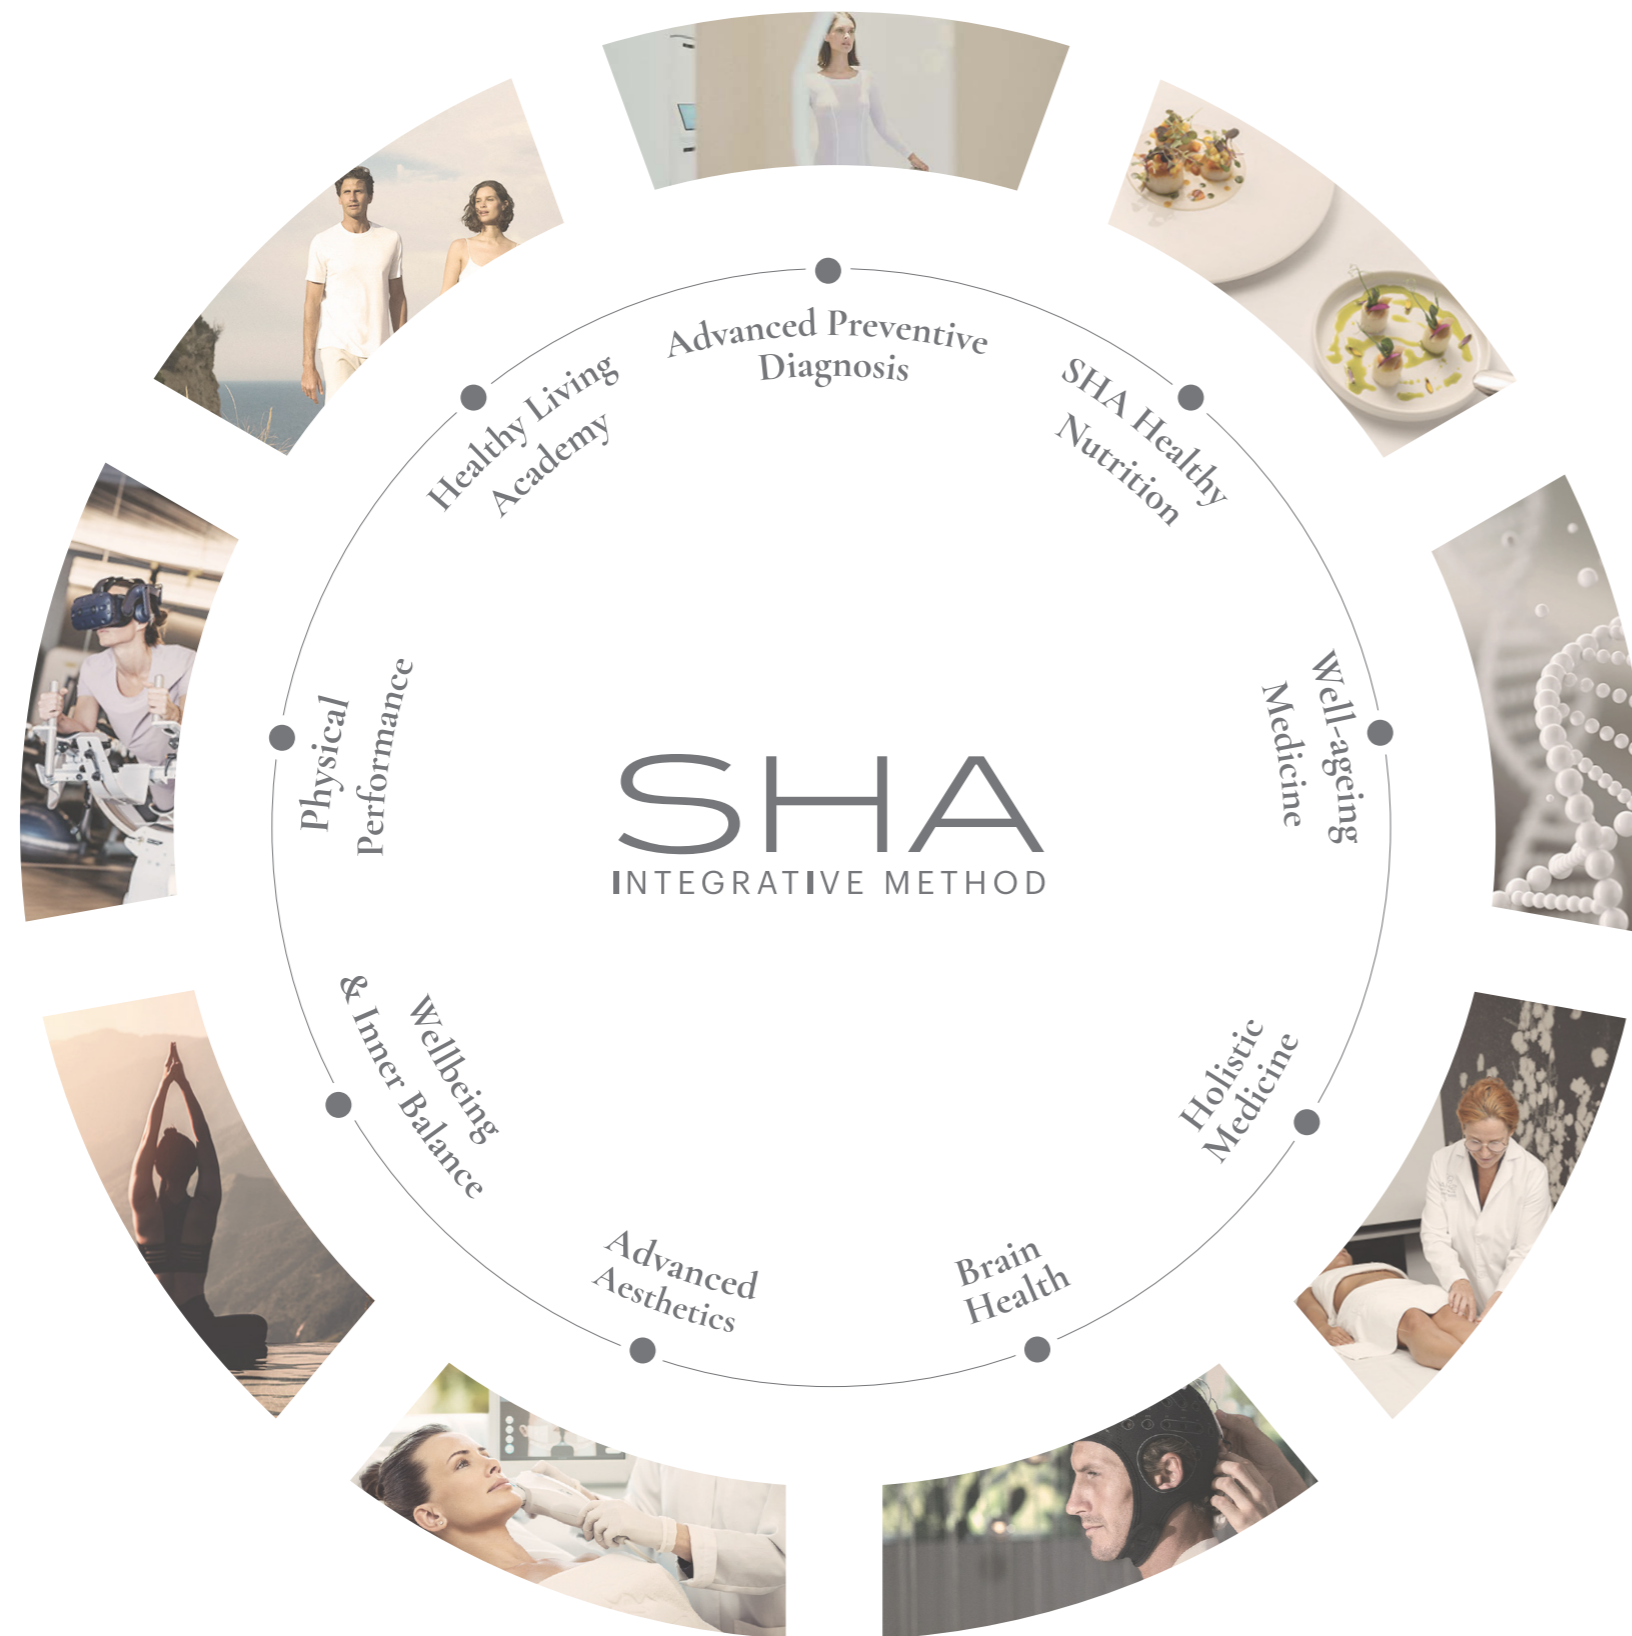 Advanced Preventive
Diagnosis
SHA Healthy
Nutrition
Well-ageing
Medicine
Holistic
Medicine
Brain
Health
Advanced
Aesthetics
Wellbeing
& Inner Balance
Physical
Performance
Healthy Living
Academy
SHA
INTEGRATIVE METHOD